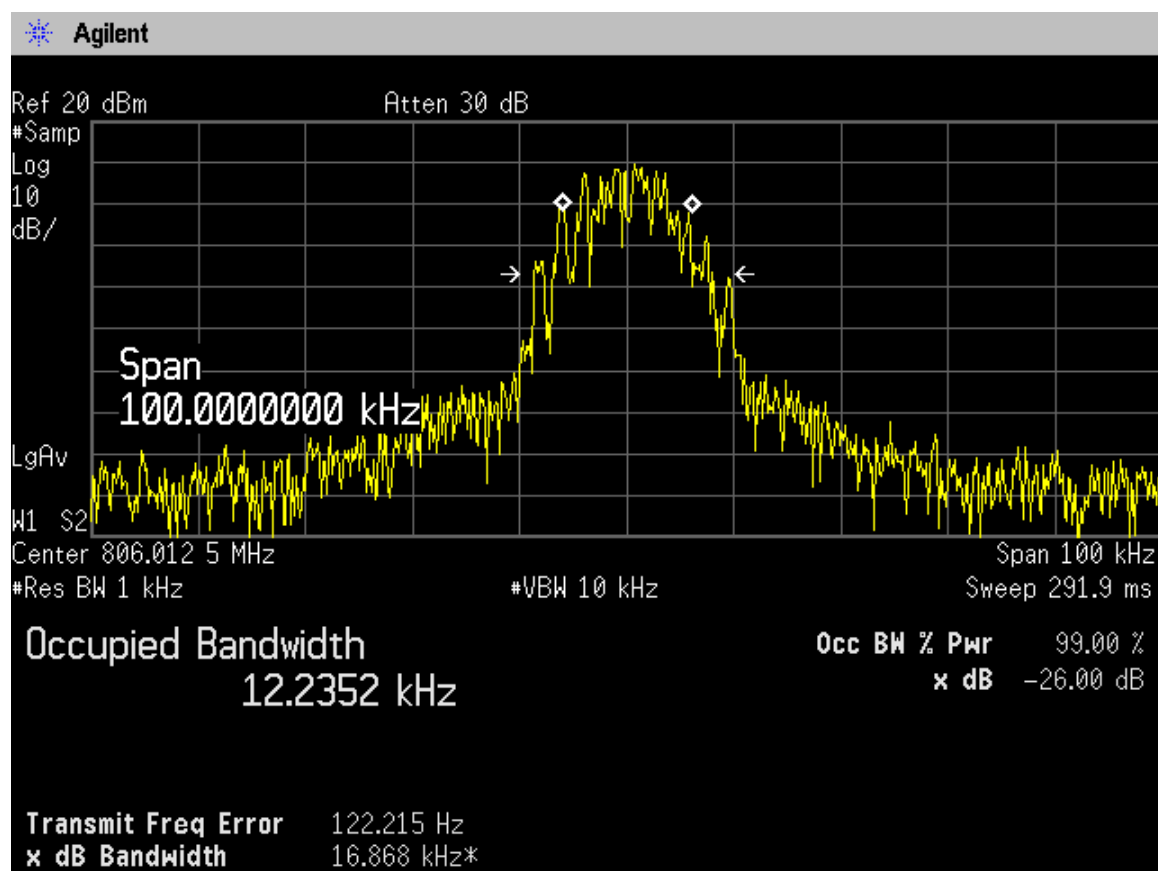 Agilent
Ref 20 dBm Atten 30 dB
#Samp
Log
10
dB/
Span
100.0000000 kHz
LgAv
W1 S2
Center 806.012 5 MHz Span 100 kHz
#Res BW 1 kHz #VBW 10 kHz Sweep 291.9 ms
Occupied Bandwidth Occ BW % Pwr 99.00 %
12.2352 kHz x dB -26.00 dB
Transmit Freq Error 122.215 Hz
x dB Bandwidth 16.868 kHz*